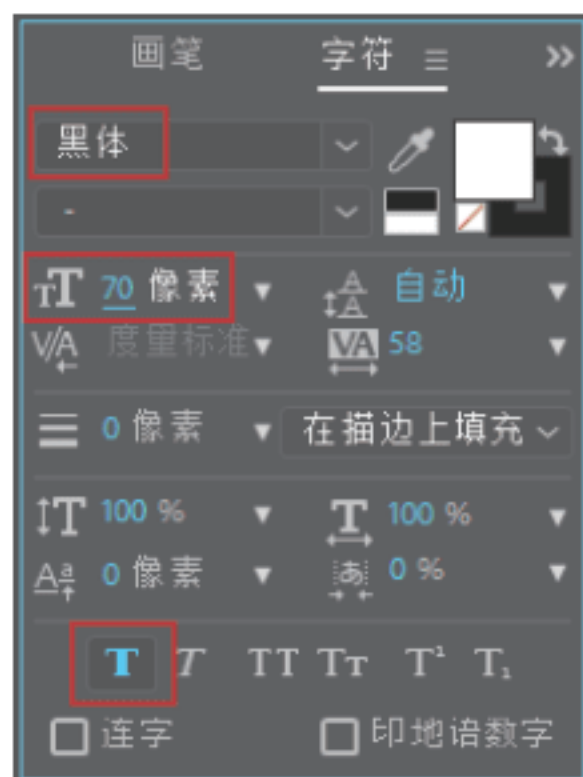 画笔 字符
黑体
-
70 像素 自动
度量标准 58
0 像素 在描边上填充
100 % 100 %
0 像素 0 %
T T TT Tт T¹ T₁
连字 印地语数字